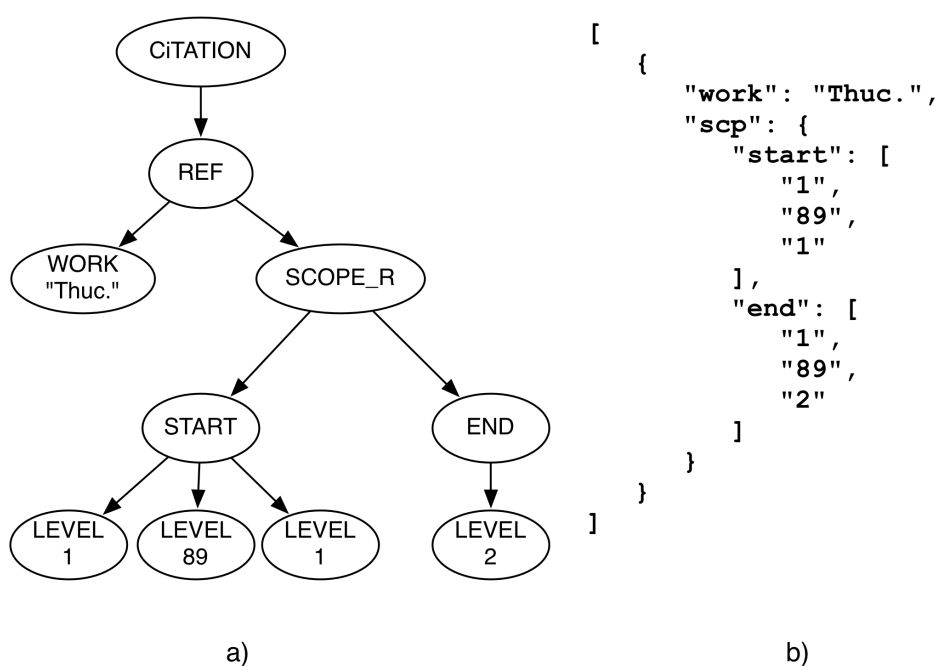 CiTATION
REF
WORK
"Thuc."
SCOPE_R
START
END
LEVEL
1
LEVEL
89
LEVEL
1
LEVEL
2
a)
[
{
"work": "Thuc.",
"scp": {
"start": [
"1",
"89",
"1"
],
"end": [
"1",
"89",
"2"
]
}
}
]
b)